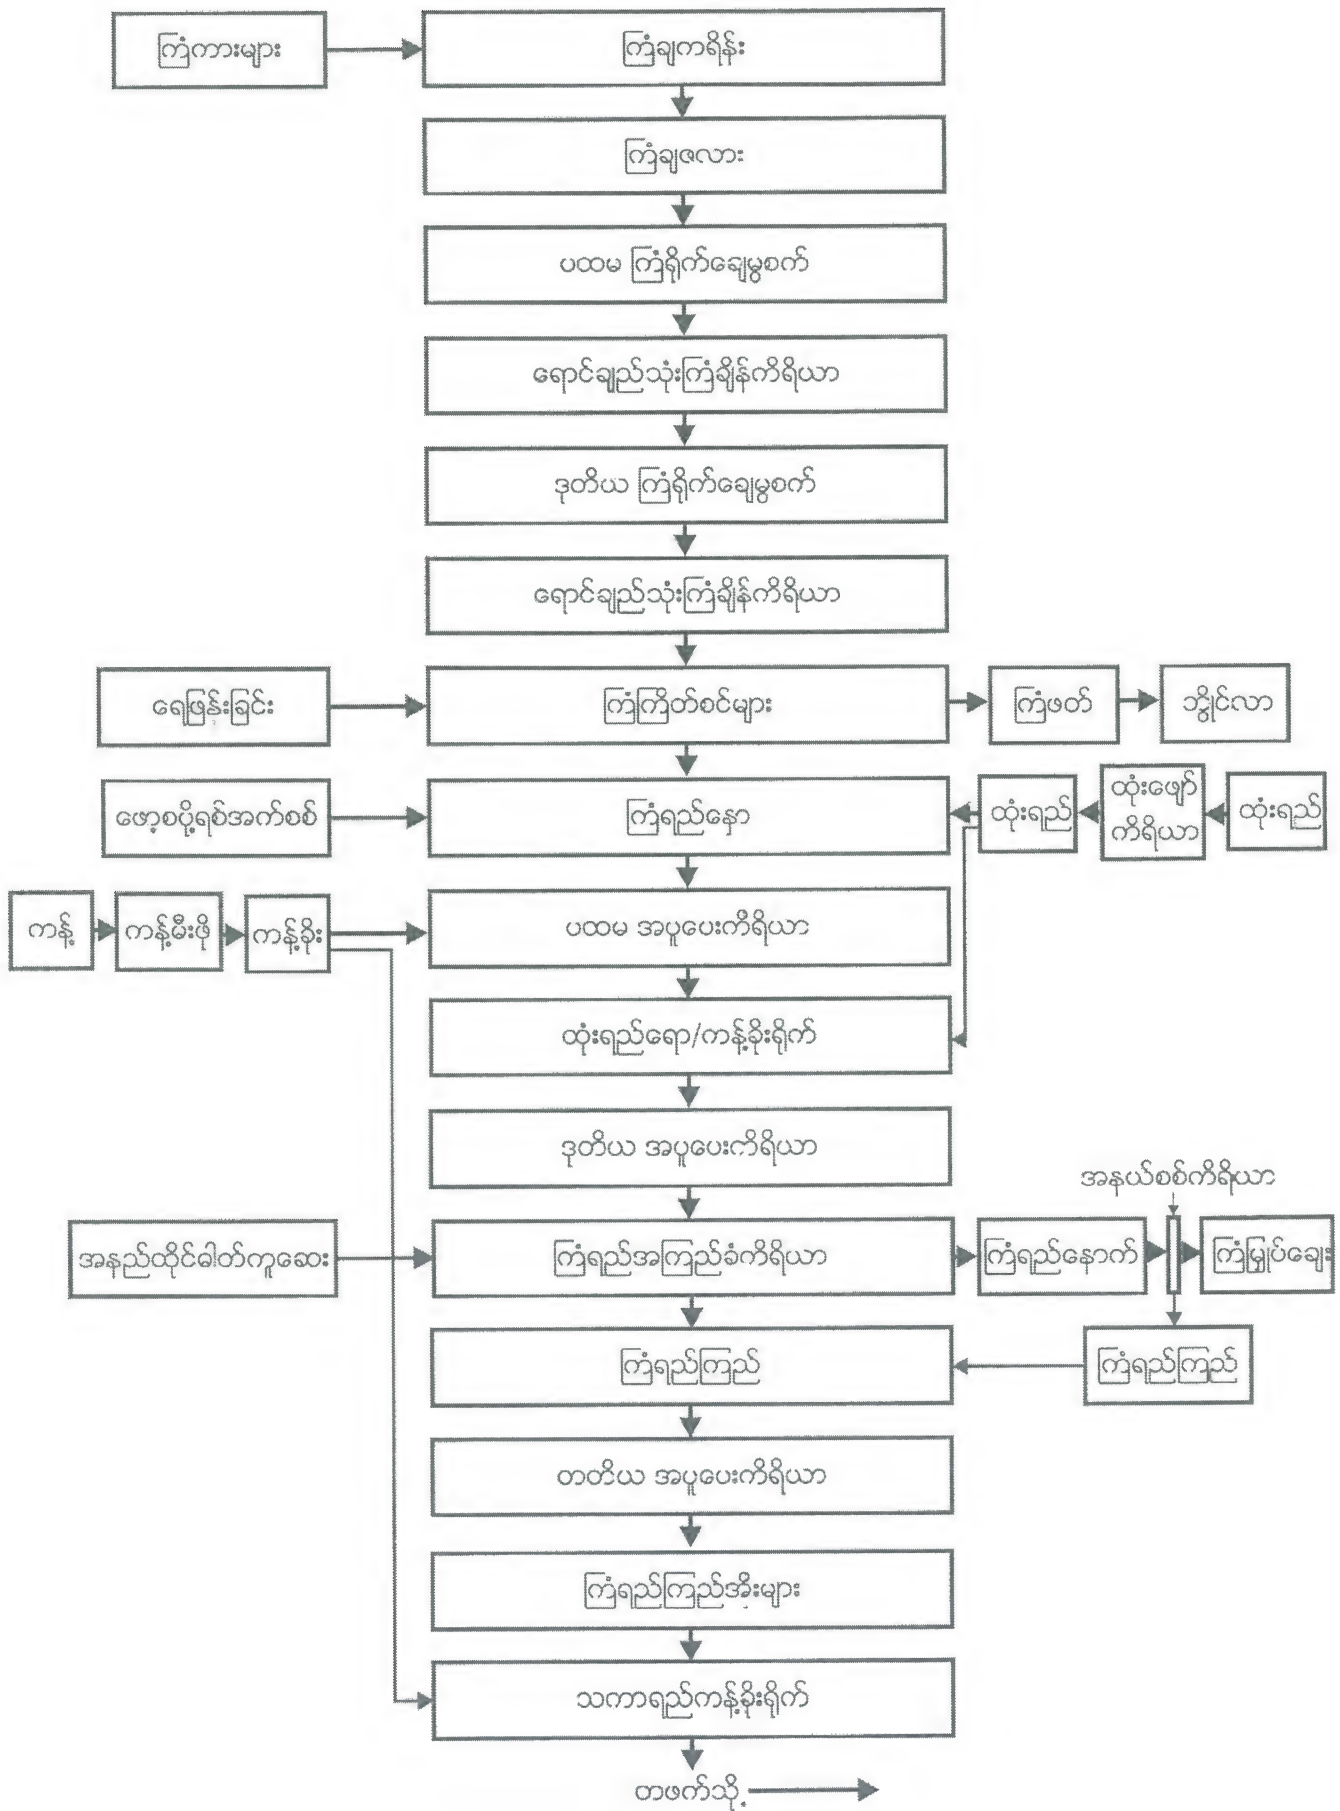 ကြံကားများ
ကြံချကရိန်း
ကြံချဇလား
ပထမ ကြံရိုက်ချေမွစက်
ရောင်ချည်သုံးကြံချိန်ကိရိယာ
ဒုတိယ ကြံရိုက်ချေမွစက်
ရောင်ချည်သုံးကြံချိန်ကိရိယာ
ရေဖြန်းခြင်း
ကြံကြိတ်စင်များ
ကြံဖတ်
ဘွိုင်လာ
ဖော့စပို့ရစ်အက်စစ်
ကြံရည်နှော
ထုံးရည်
ထုံးဖျော်
ကိရိယာ
ထုံးရည်
ကန့်
ကန့်မီးဖို
ကန့်ခိုး
ပထမ အပူပေးကိရိယာ
ထုံးရည်ရော/ကန့်ခိုးရိုက်
ဒုတိယ အပူပေးကိရိယာ
အနယ်စစ်ကိရိယာ
အနည်ထိုင်ဓါတ်ကူဆေး
ကြံရည်အကြည်ခံကိရိယာ
ကြံရည်နောက်
ကြံမြှုပ်ချေး
ကြံရည်ကြည်
ကြံရည်ကြည်
တတိယ အပူပေးကိရိယာ
ကြံရည်ကြည်အိုးများ
သကာရည်ကန့်ခိုးရိုက်
တဖက်သို့